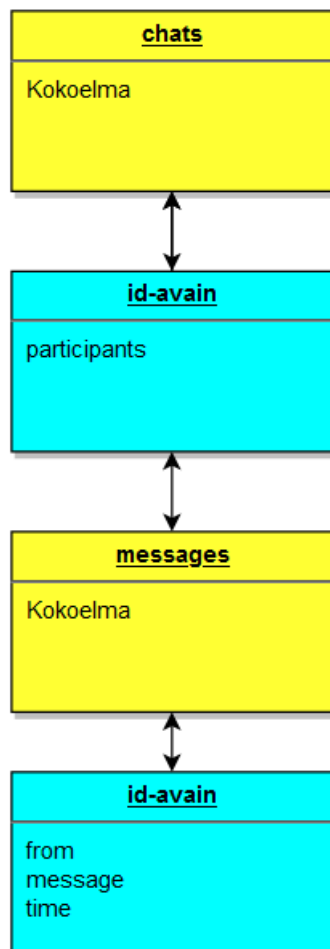 chats
Kokoelma
id-avain
participants
messages
Kokoelma
id-avain
from
message
time